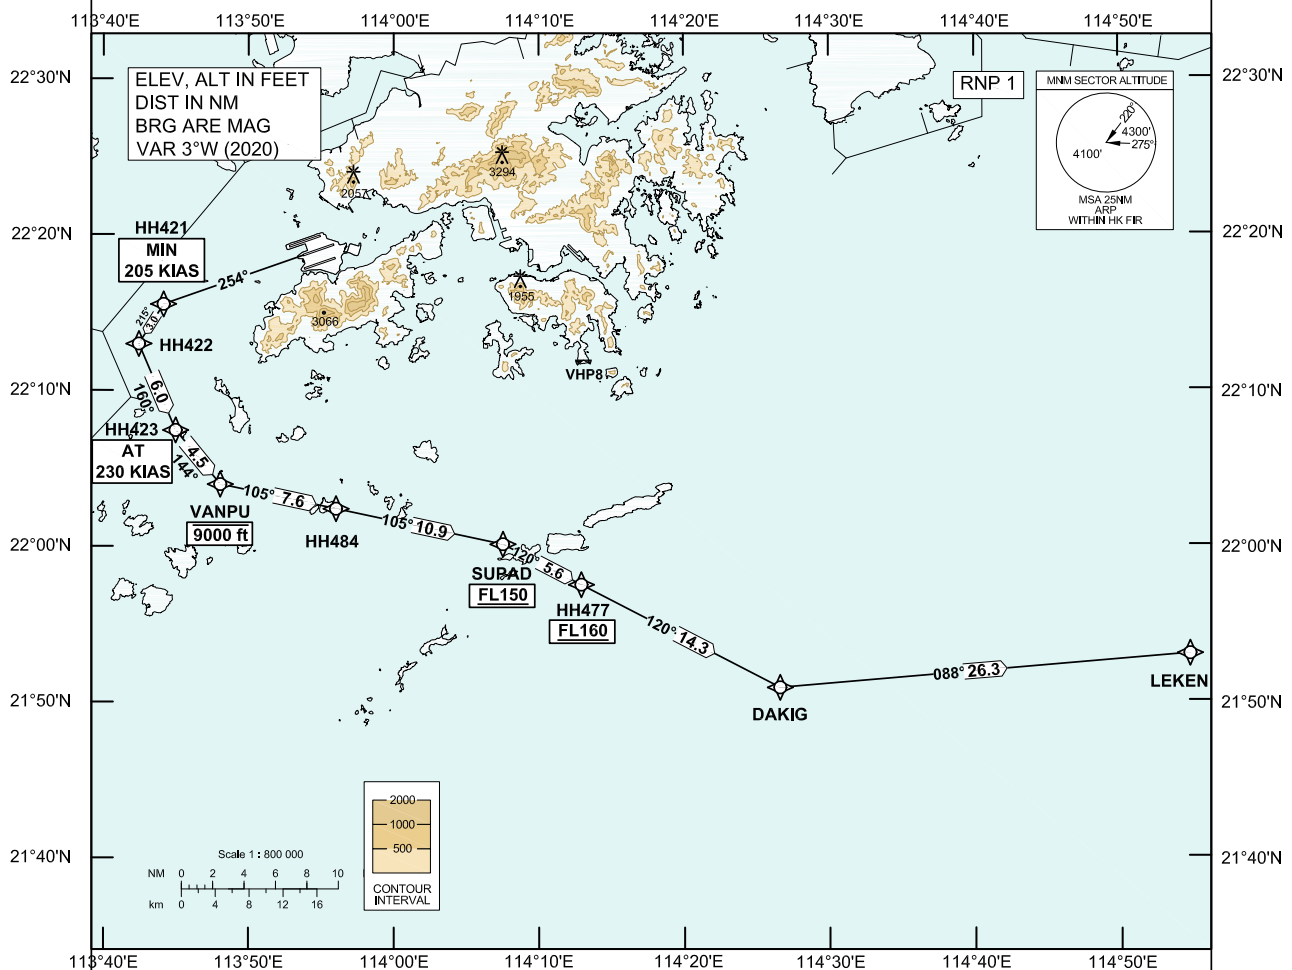 113°40'E 113°50'E 114°00'E 114°10'E 114°20'E 114°30'E 114°40'E 114°50'E
22°30'N
ELEV, ALT IN FEET
DIST IN NM
BRG ARE MAG
VAR 3°W (2020)
RNP 1
MNM SECTOR ALTITUDE
220°
4300'
275°
4100'
MSA 25NM
ARP
WITHIN HK FIR
22°30'N
3294
2057
22°20'N
HH421
MIN
205 KIAS
254°
22°20'N
3066
1955
215°
3.0
HH422
VHP8
22°10'N
6.0
160°
22°10'N
HH423
AT
230 KIAS
4.5
144°
VANPU
9000 ft
105° 7.6
HH484
105° 10.9
22°00'N
SUPAD
FL150
120° 5.6
HH477
FL160
22°00'N
120° 14.3
DAKIG
088° 26.3
LEKEN
21°50'N
21°50'N
2000
1000
500
CONTOUR
INTERVAL
21°40'N
Scale 1 : 800 000
NM 0 2 4 6 8 10
km 0 4 8 12 16
21°40'N
113°40'E 113°50'E 114°00'E 114°10'E 114°20'E 114°30'E 114°40'E 114°50'E